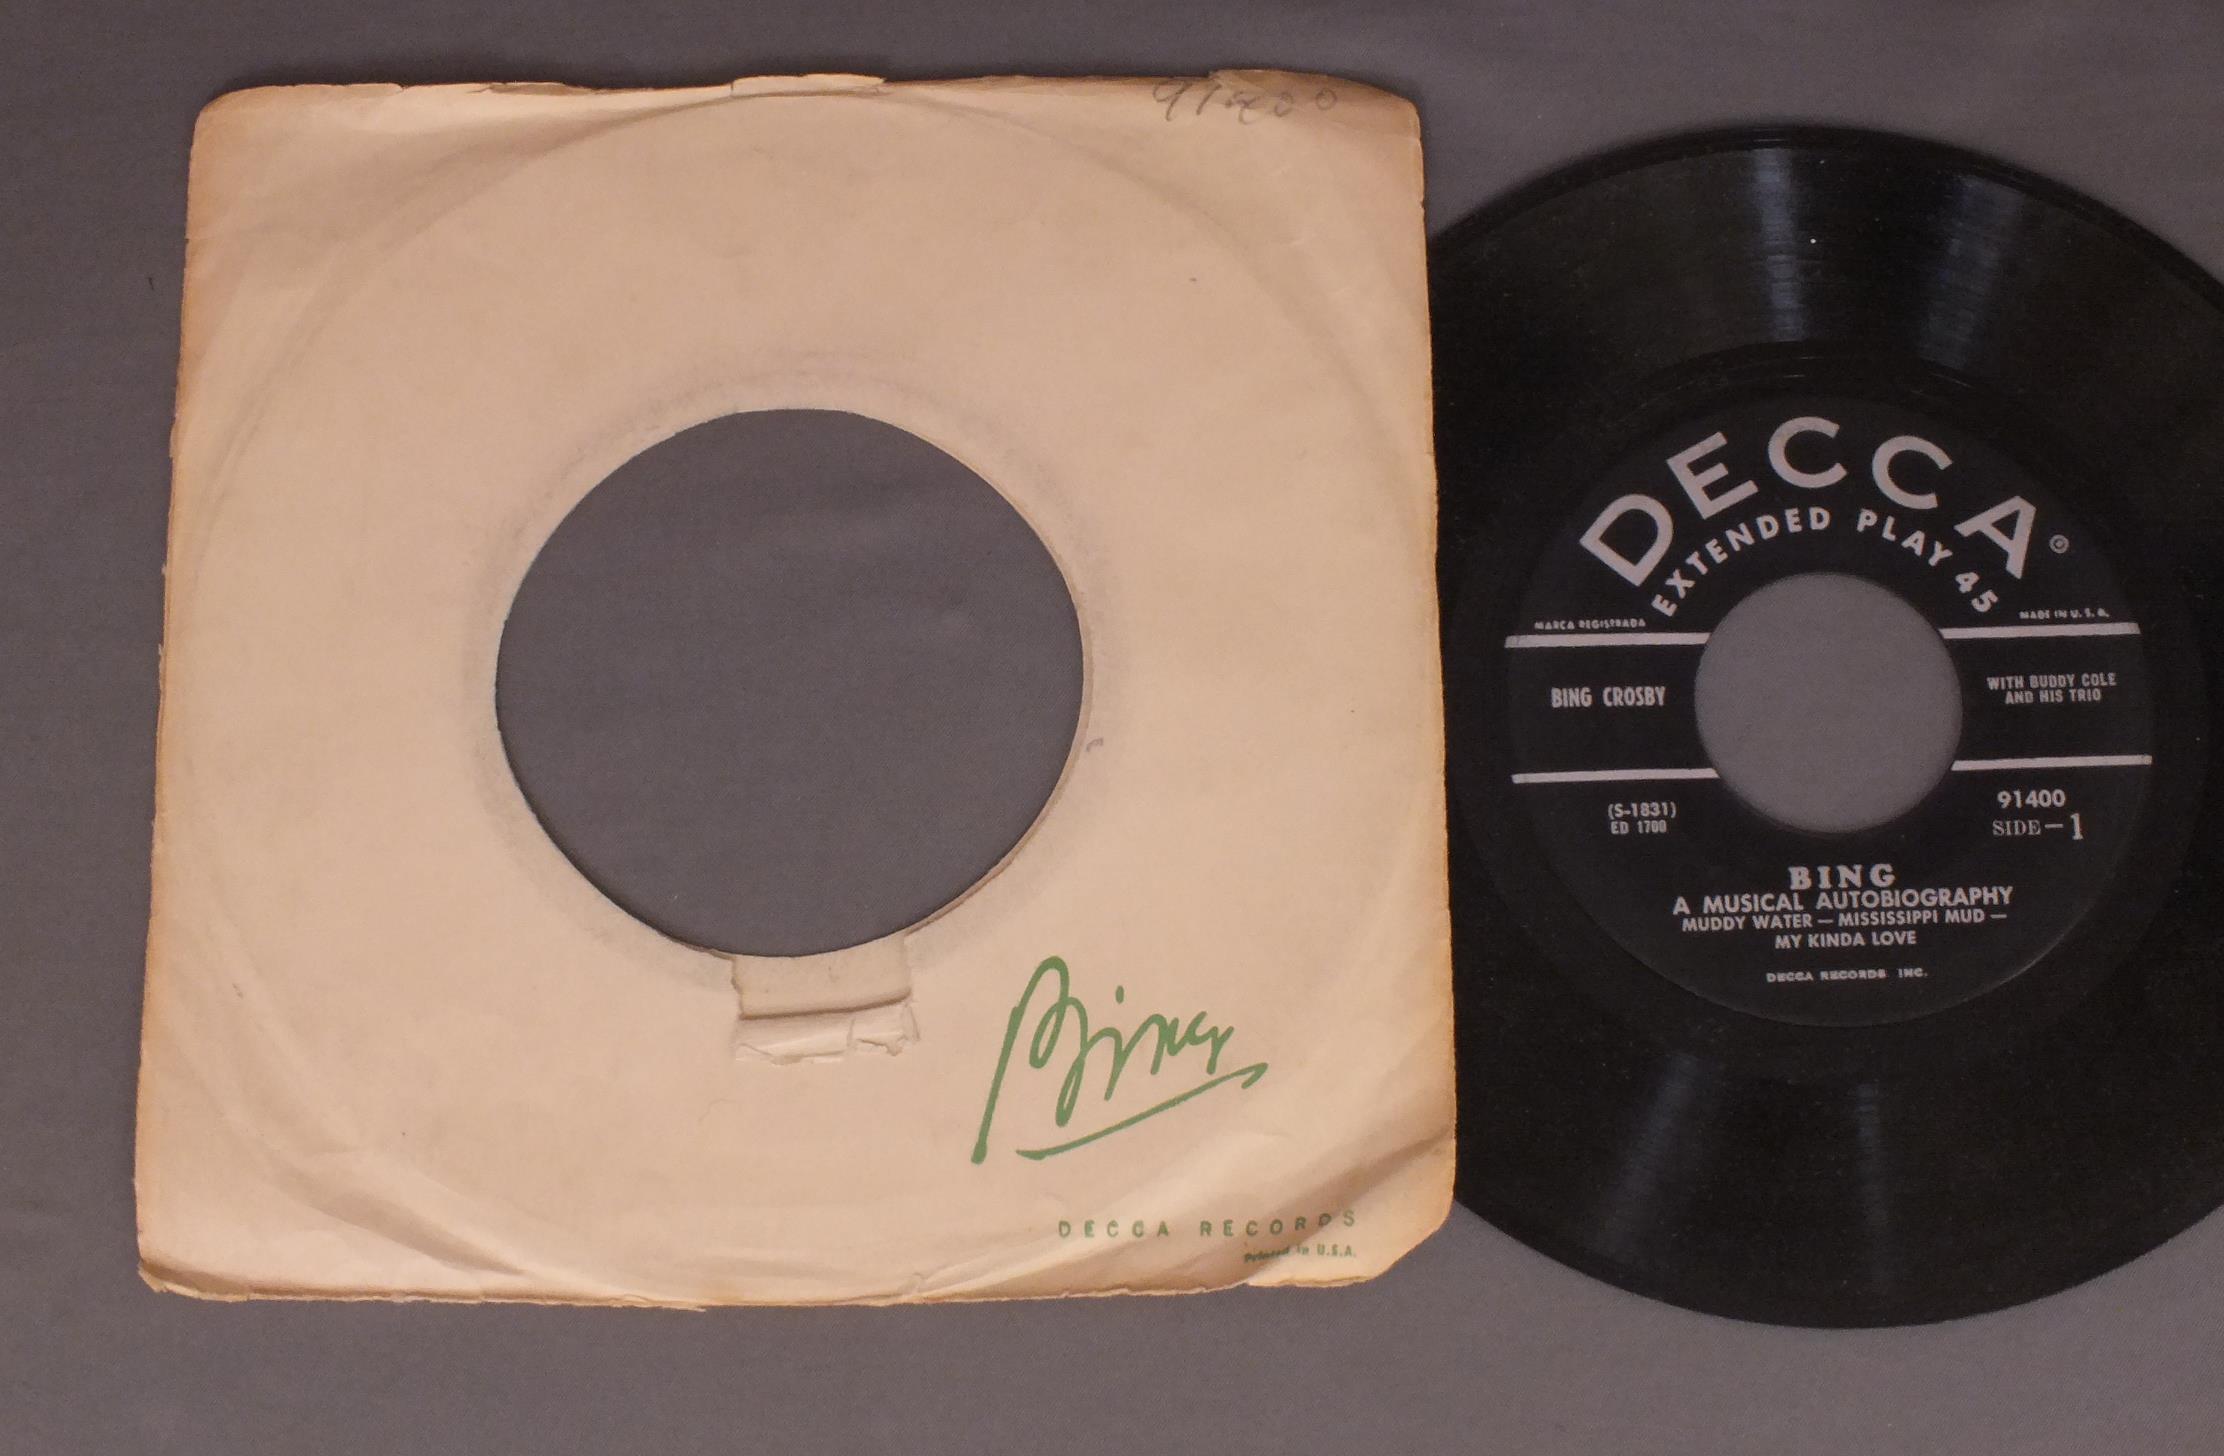 91400
Bing
DECCA RECORDS
Printed in U.S.A.
DECCA®
EXTENDED PLAY 45
MARCA REGISTRADA
MADE IN U. S. A.
BING CROSBY
WITH BUDDY COLE
AND HIS TRIO
(S-1831)
ED 1700
91400
SIDE—1
BING
A MUSICAL AUTOBIOGRAPHY
MUDDY WATER — MISSISSIPPI MUD —
MY KINDA LOVE
DECCA RECORDS INC.